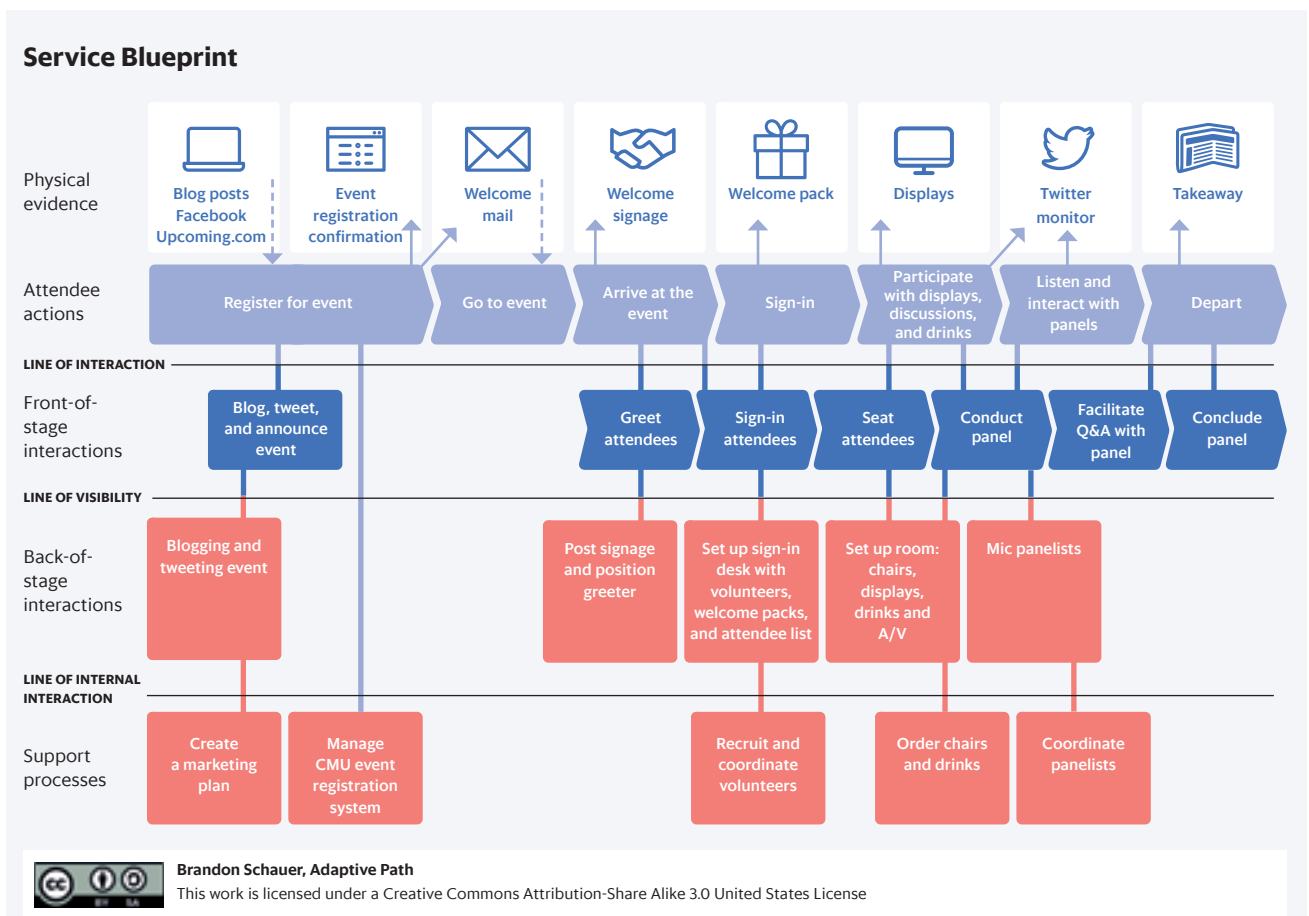 Service Blueprint
Physical
evidence
Blog posts
Facebook
Upcoming.com
Event
registration
confirmation
Welcome
mail
Welcome
signage
Welcome pack
Displays
Twitter
monitor
Takeaway
Attendee
actions
Register for event
Go to event
Arrive at the
event
Sign-in
Participate
with displays,
discussions,
and drinks
Listen and
interact with
panels
Depart
LINE OF INTERACTION
Front-of-
stage
interactions
Blog, tweet,
and announce
event
Greet
attendees
Sign-in
attendees
Seat
attendees
Conduct
panel
Facilitate
Q&A with
panel
Conclude
panel
LINE OF VISIBILITY
Back-of-
stage
interactions
Blogging and
tweeting event
Post signage
and position
greeter
Set up sign-in
desk with
volunteers,
welcome packs,
and attendee list
Set up room:
chairs,
displays,
drinks and
A/V
Mic panelists
LINE OF INTERNAL
INTERACTION
Support
processes
Create
a marketing
plan
Manage
CMU event
registration
system
Recruit and
coordinate
volunteers
Order chairs
and drinks
Coordinate
panelists
cc
BY SA
Brandon Schauer, Adaptive Path
This work is licensed under a Creative Commons Attribution-Share Alike 3.0 United States License